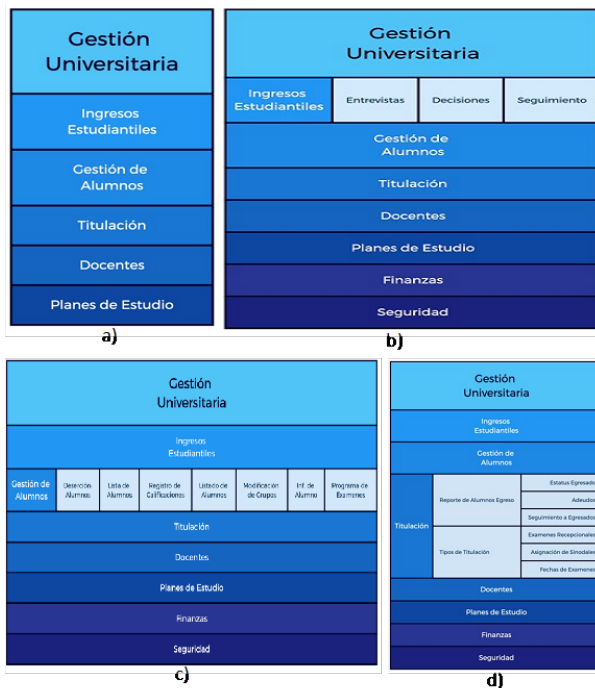 Gestión
Universitaria
Ingresos
Estudiantiles
Gestión de
Alumnos
Titulación
Docentes
Planes de Estudio
a)
Gestión
Universitaria
Ingresos
Estudiantiles
Entrevistas
Decisiones
Seguimiento
Gestión de
Alumnos
Titulación
Docentes
Planes de Estudio
Finanzas
Seguridad
b)
Gestión
Universitaria
Ingresos
Estudiantiles
Gestión de
Alumnos
Deserción
Alumnos
Lista de
Alumnos
Registro de
Calificaciones
Listado de
Alumnos
Modificación
de Grupos
Inf. de
Alumno
Programa de
Examenes
Titulación
Docentes
Planes de Estudio
Finanzas
Seguridad
c)
Gestión
Universitaria
Ingresos
Estudiantiles
Gestión de
Alumnos
Titulación
Reporte de Alumnos Egreso
Estatus Egresado
Adeudos
Seguimiento a Egresados
Tipos de Titulación
Examenes Recepcionales
Asignación de Sinodales
Fechas de Examenes
Docentes
Planes de Estudio
Finanzas
Seguridad
d)